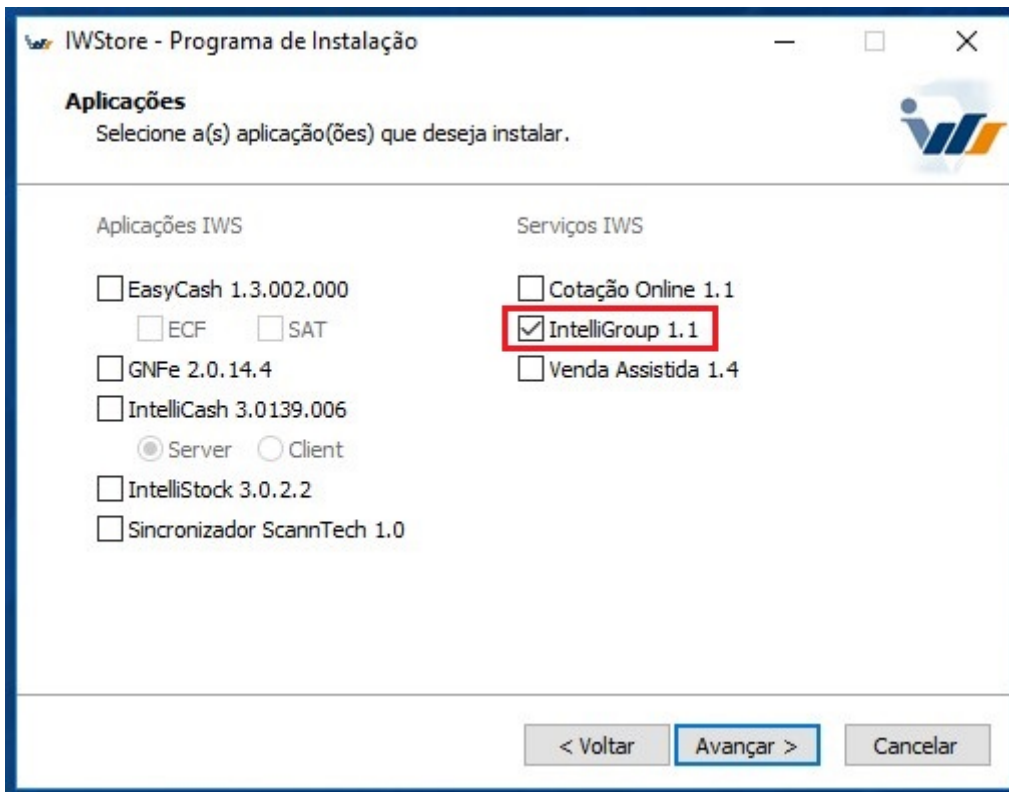 IWStore - Programa de Instalação
Aplicações
Selecione a(s) aplicação(ões) que deseja instalar.
iws
Aplicações IWS
EasyCash 1.3.002.000
ECF SAT
GNFe 2.0.14.4
IntelliCash 3.0139.006
Server Client
IntelliStock 3.0.2.2
Sincronizador ScannTech 1.0
Serviços IWS
Cotação Online 1.1
IntelliGroup 1.1
Venda Assistida 1.4
< Voltar Avançar > Cancelar